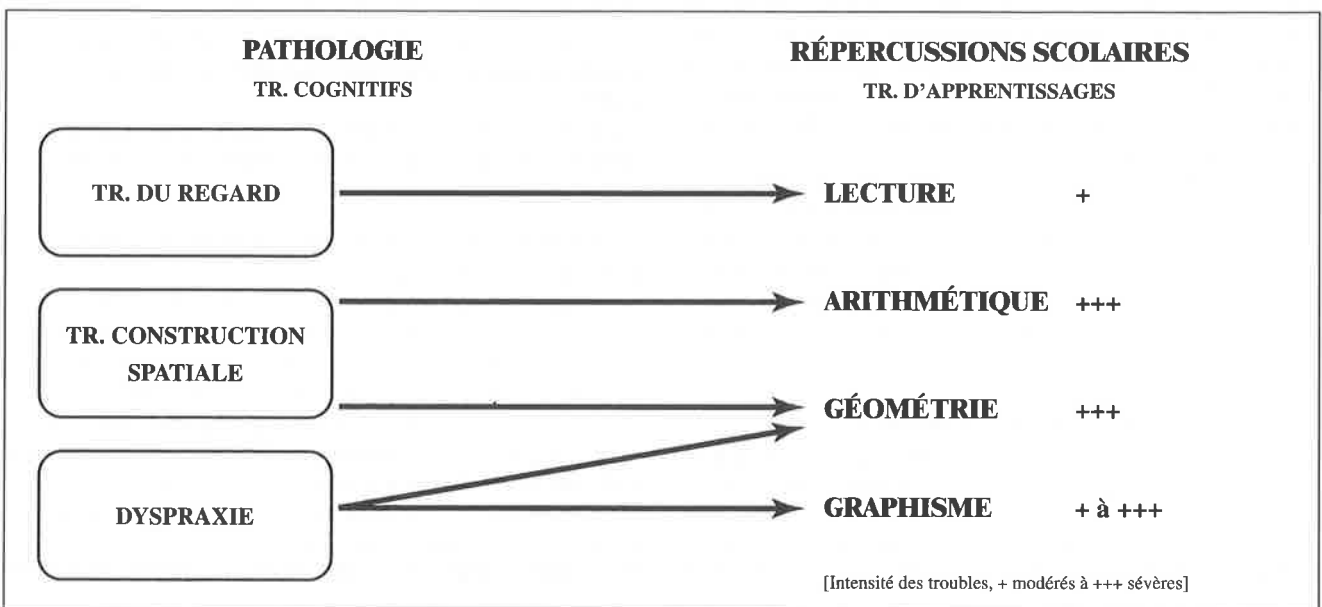 PATHOLOGIE
TR. COGNITIFS
RÉPERCUSSIONS SCOLAIRES
TR. D'APPRENTISSAGES
TR. DU REGARD
LECTURE +
TR. CONSTRUCTION
SPATIALE
ARITHMÉTIQUE +++
GÉOMÉTRIE +++
DYSPRAXIE
GRAPHISME + à +++
[Intensité des troubles, + modérés à +++ sévères]